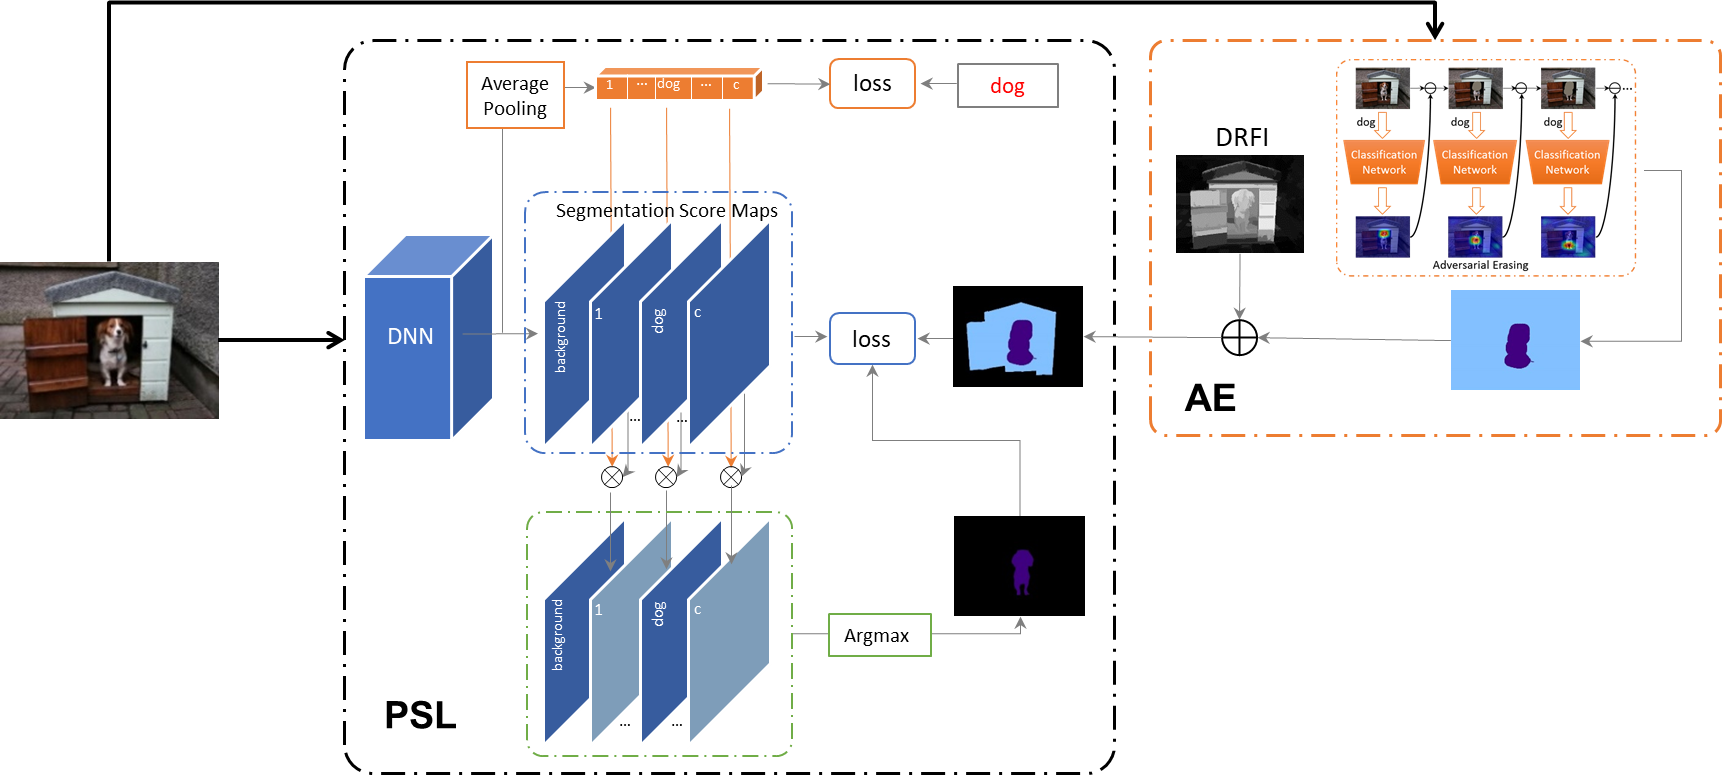 Average
Pooling
1 ... dog ... c
loss
dog
Segmentation Score Maps
DNN
background
1
dog
c
...
...
loss
background
1
dog
c
...
...
Argmax
PSL
DRFI
dog
dog
dog
...
Classification
Network
Classification
Network
Classification
Network
Adversarial Erasing
AE